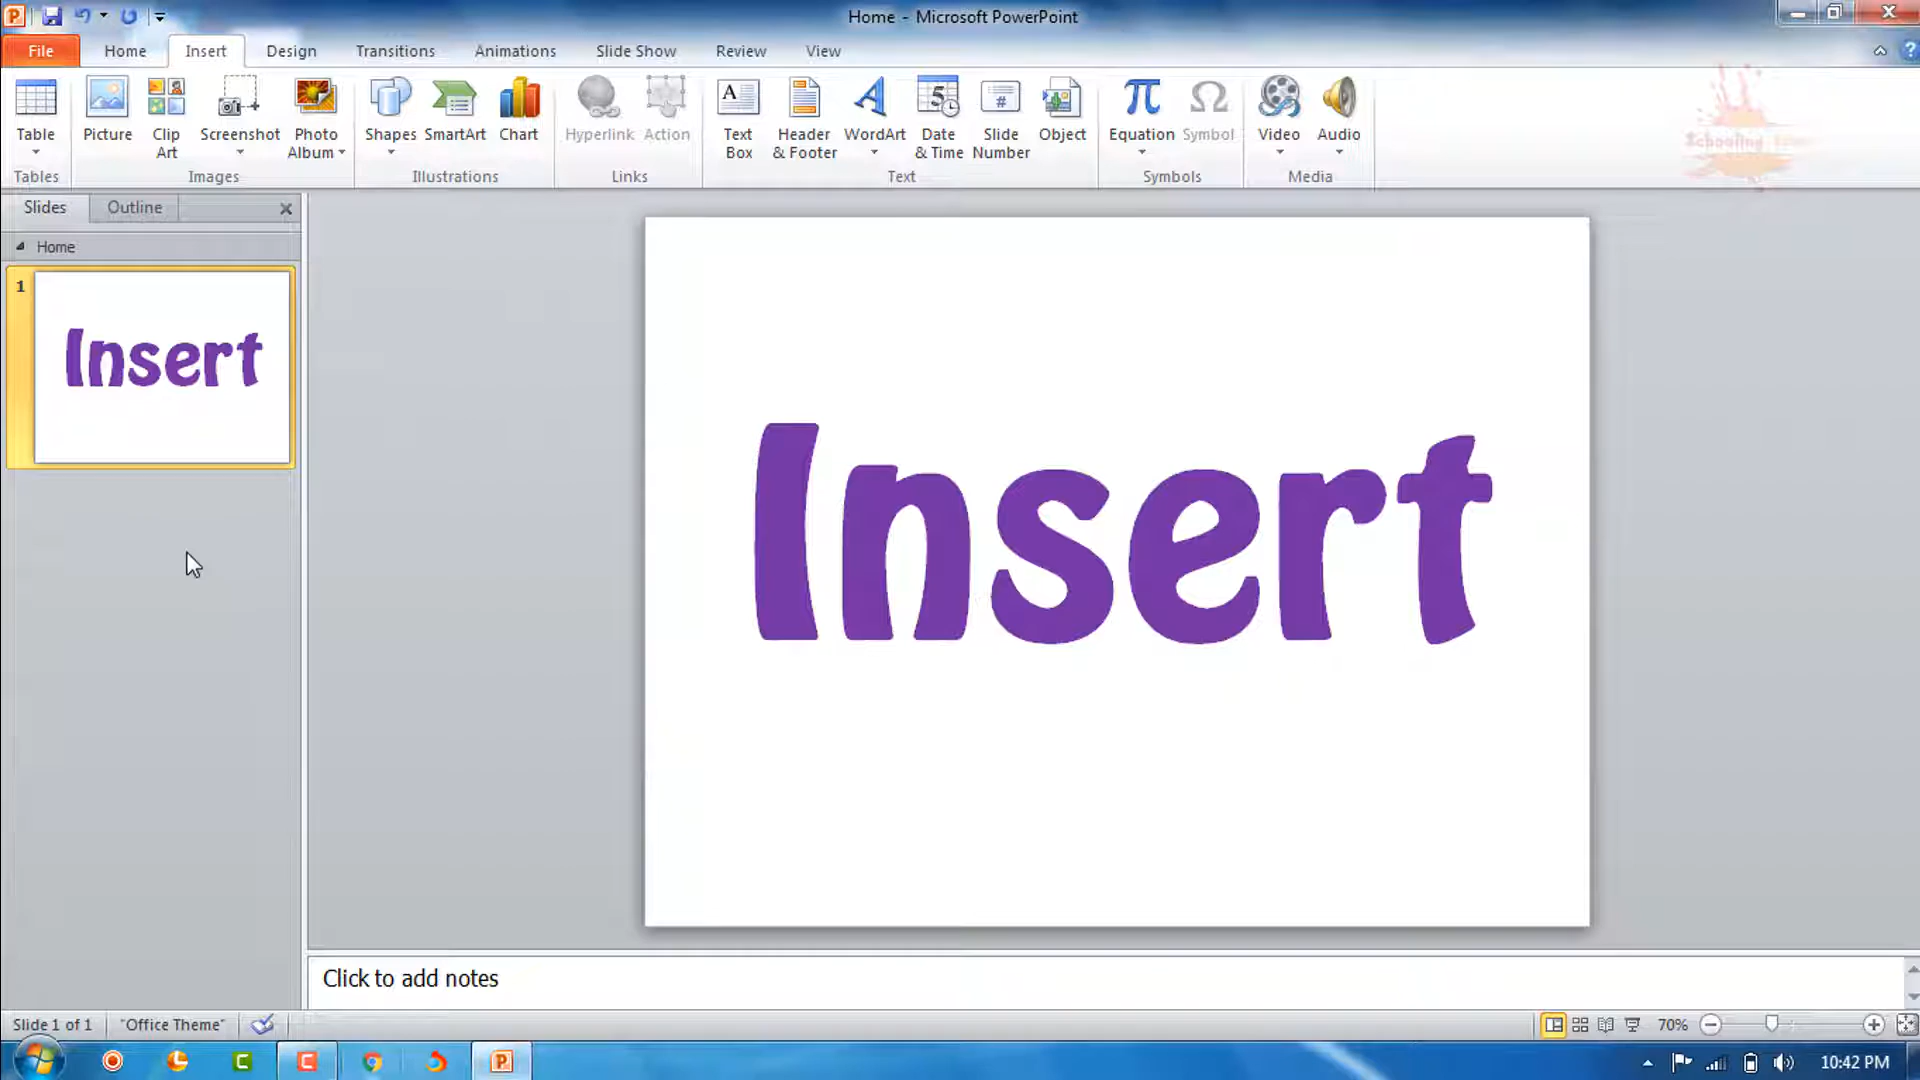 Home - Microsoft PowerPoint
File Home Insert Design Transitions Animations Slide Show Review View
Table Picture Clip Art Screenshot Photo Album Shapes SmartArt Chart Hyperlink Action Text Box Header & Footer WordArt Date & Time Slide Number Object Equation Symbol Video Audio
Tables Images Illustrations Links Text Symbols Media
Schooling
Slides Outline
Home
1
Insert
Insert
Click to add notes
Slide 1 of 1 "Office Theme" 70%
10:42 PM